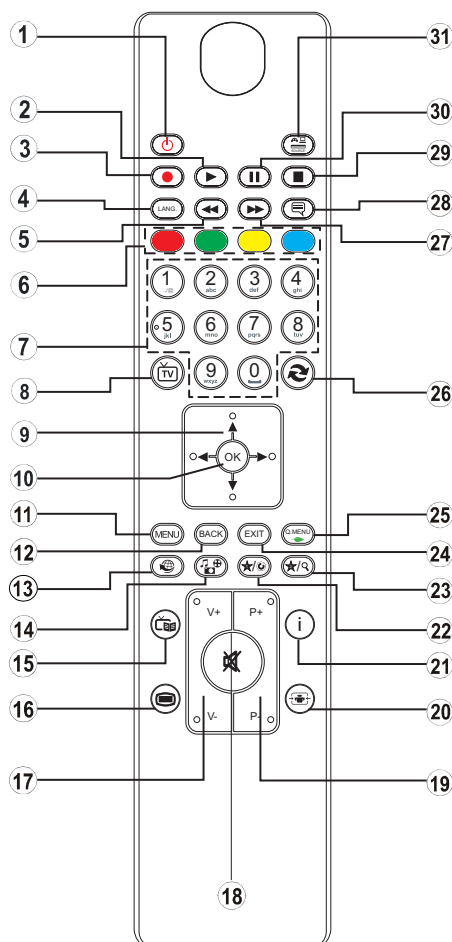 1
31
2
30
3
29
4
LANG.
SOURCE
28
5
27
6
1
.⁄@
2
abc
3
def
4
ghi
7
5
jkl
6
mno
7
pqrs
8
tuv
8
TV
9
wxyz
0
26
9
10
OK
11
MENU
BACK
EXIT
Q.MENU
25
12
24
13
23
14
22
V+
P+
15
i
21
16
20
V-
P-
17
19
18